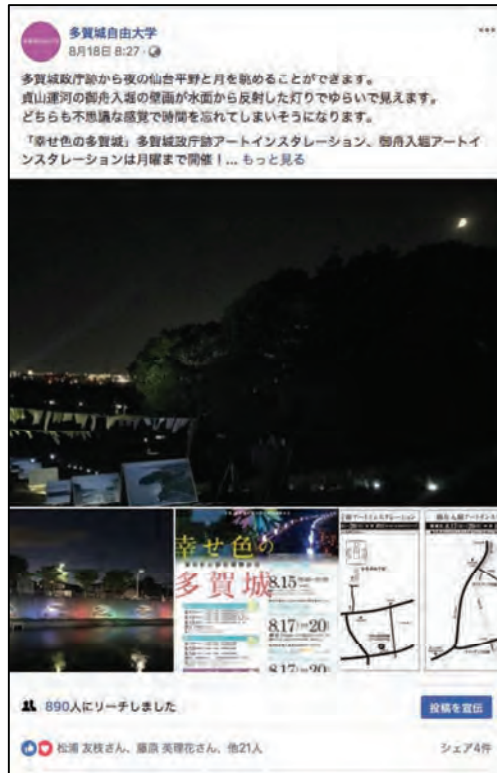 多賀城自由大学
8月18日 8:27
多賀城政庁跡から夜の仙台平野と月を眺めることができます。
貞山運河の御舟入堀の壁画が水面から反射した灯りでゆらいで見えます。
どちらも不思議な感覚で時間を忘れてしまいそうになります。
「幸せ色の多賀城」多賀城政庁跡アートインスタレーション、御舟入堀アートイ
ンスタレーションは月曜まで開催！... もっと見る
幸せ色の
多賀城
8.15
8.17 20
8.17 20
890人にリーチしました
投稿を宣伝
松浦 友枝さん、藤原 英理花さん、他21人
シェア4件